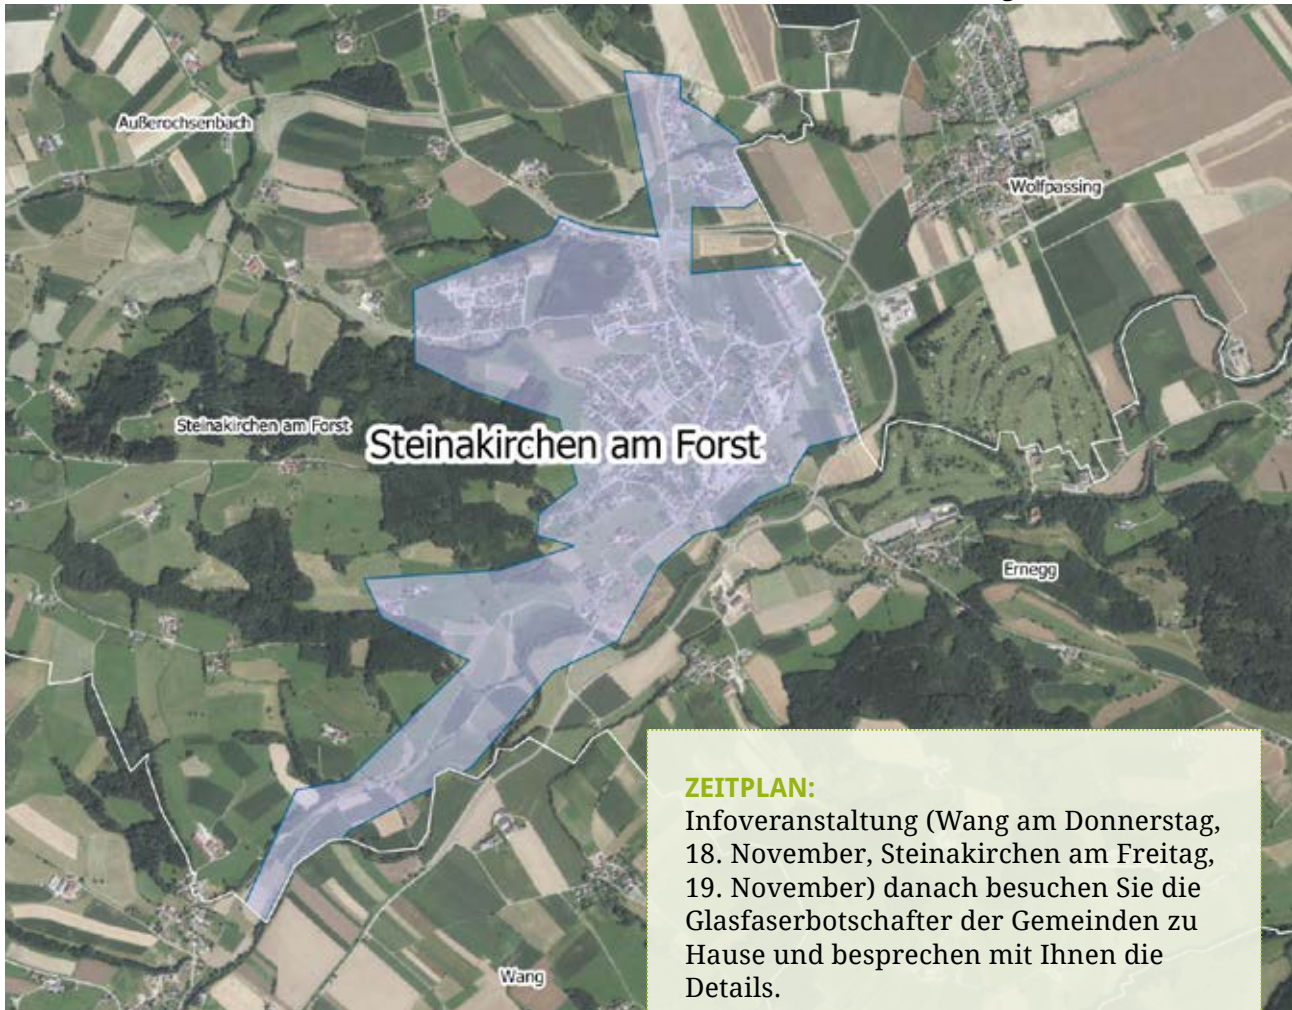 Außerochsenbach
Wolfpassing
Steinakirchen am Forst
Steinakirchen am Forst
Ernegg
Wang
ZEITPLAN:
Infoveranstaltung (Wang am Donnerstag,
18. November, Steinakirchen am Freitag,
19. November) danach besuchen Sie die
Glasfaserbotschafter der Gemeinden zu
Hause und besprechen mit Ihnen die
Details.